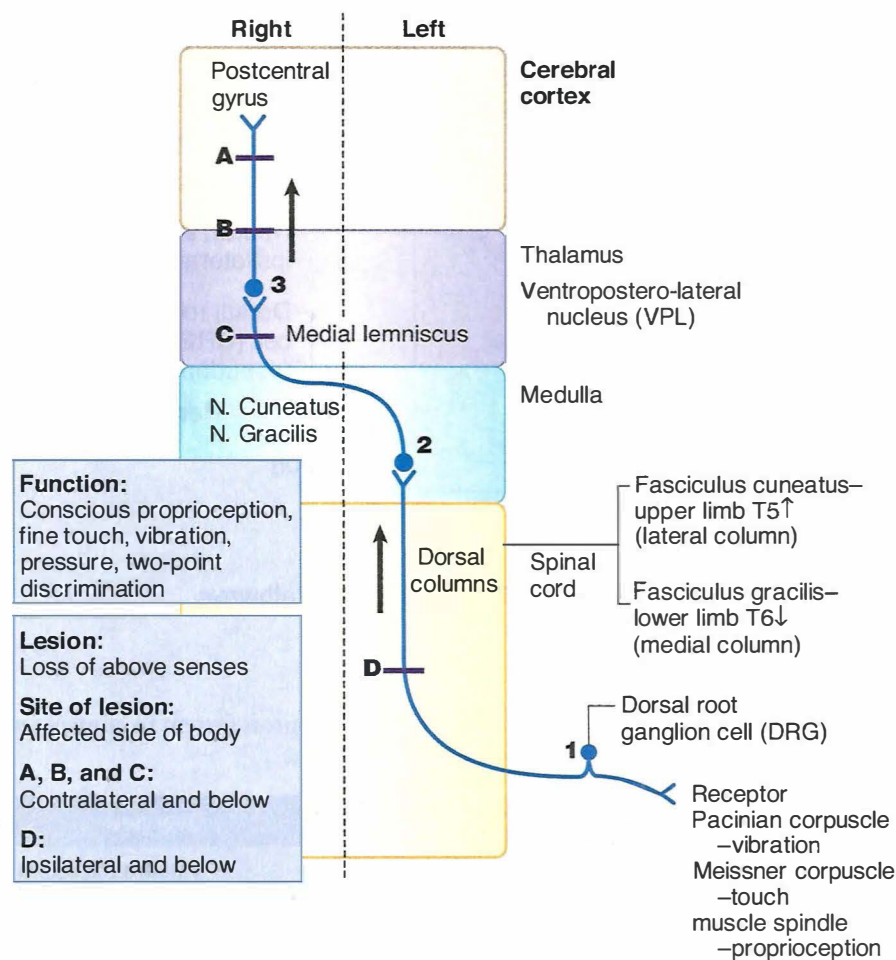 Right
Left
Postcentral
gyrus
Cerebral
cortex
A
B
Thalamus
3
Ventropostero-lateral
nucleus (VPL)
C
Medial lemniscus
Medulla
N. Cuneatus
N. Gracilis
2
Function:
Conscious proprioception,
fine touch, vibration,
pressure, two-point
discrimination
Dorsal
columns
Spinal
cord
Fasciculus cuneatus–
upper limb T5↑
(lateral column)
Fasciculus gracilis–
lower limb T6↓
(medial column)
Lesion:
Loss of above senses
Site of lesion:
Affected side of body
A, B, and C:
Contralateral and below
D:
Ipsilateral and below
D
1
Dorsal root
ganglion cell (DRG)
Receptor
Pacinian corpuscle
–vibration
Meissner corpuscle
–touch
muscle spindle
–proprioception